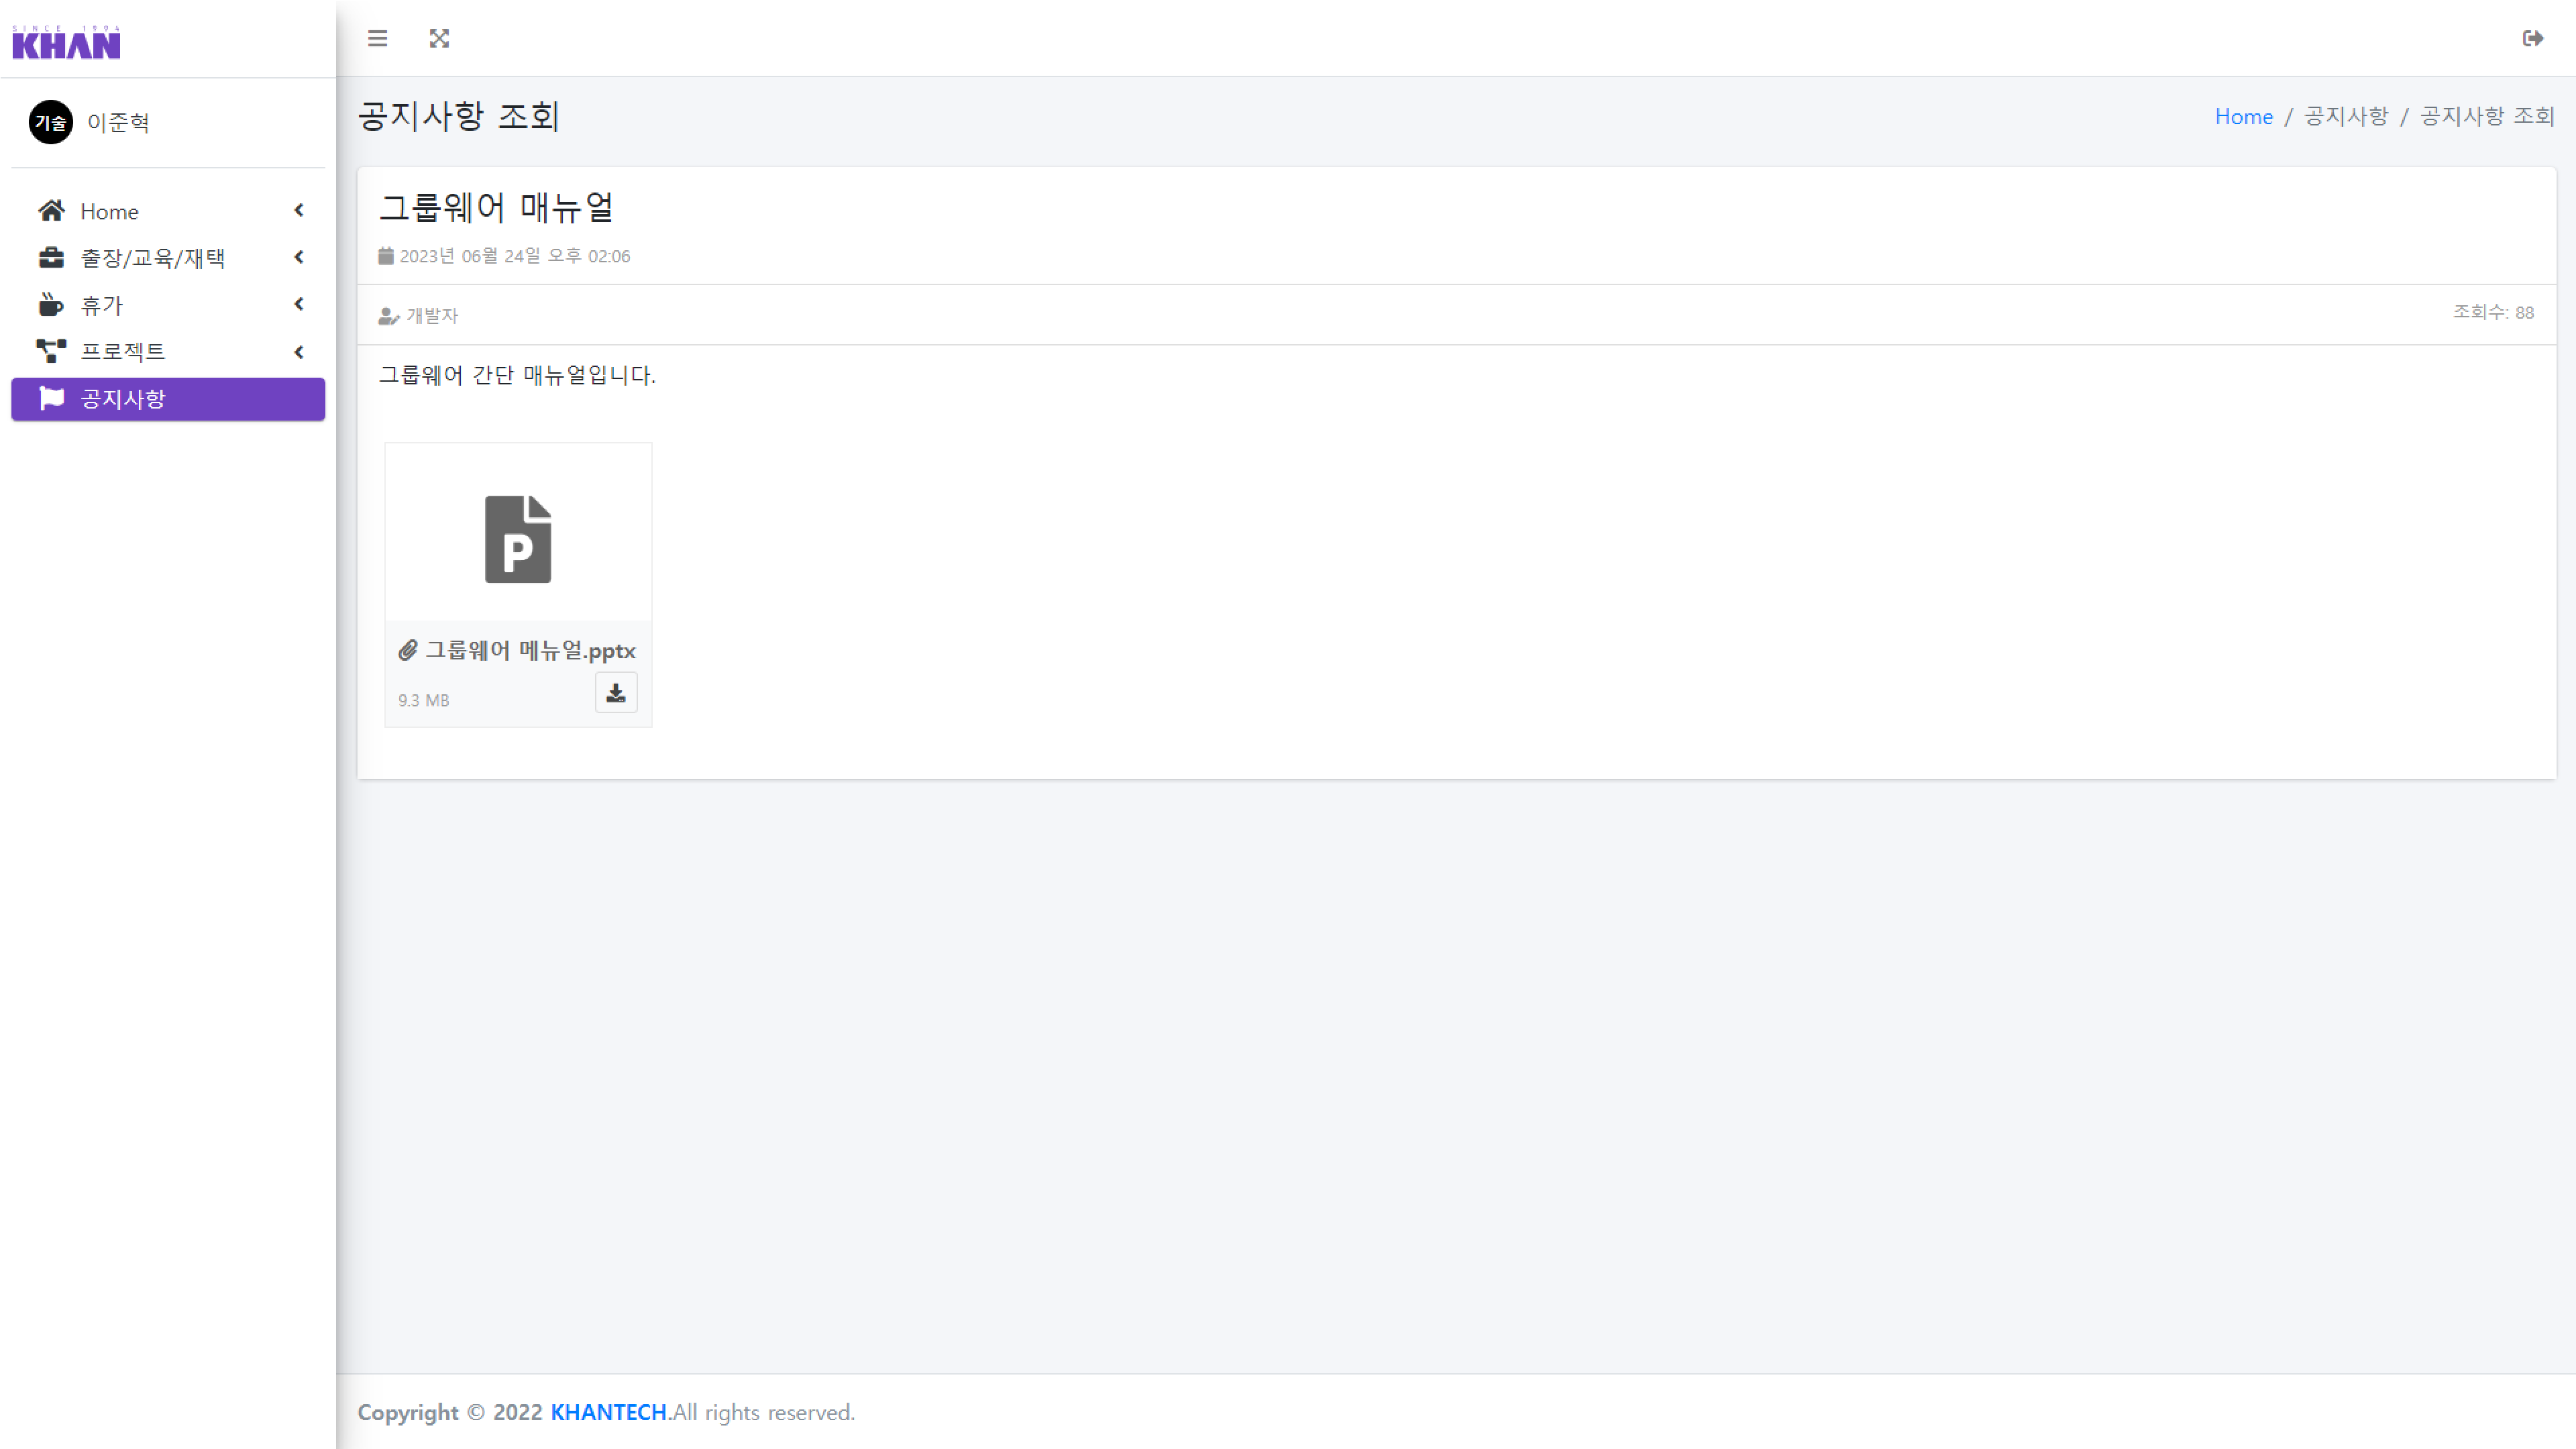 SINCE 1994
KHAN
기술 이준혁
Home
출장/교육/재택
휴가
프로젝트
공지사항
공지사항 조회
Home / 공지사항 / 공지사항 조회
그룹웨어 매뉴얼
2023년 06월 24일 오후 02:06
개발자
조회수: 88
그룹웨어 간단 매뉴얼입니다.
P
그룹웨어 메뉴얼.pptx
9.3 MB
Copyright © 2022 KHANTECH.All rights reserved.